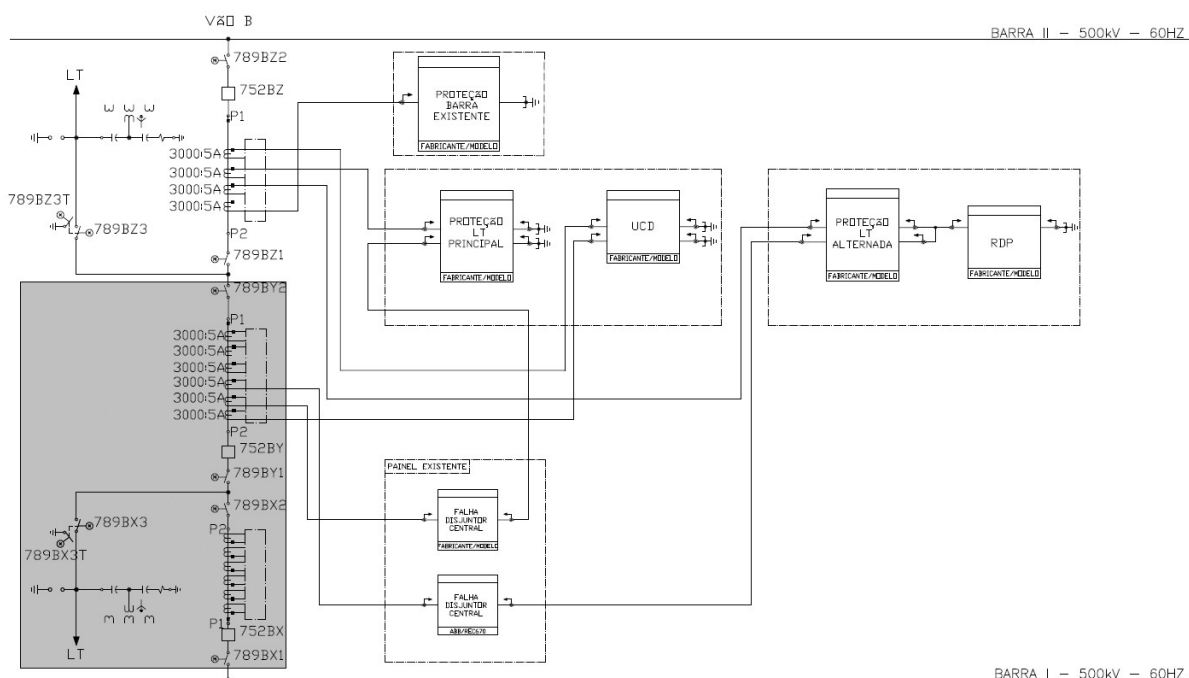 VãO B
BARRA II - 500kV - 60HZ
789BZ2
LT
752BZ
P1
PROTEÇãO
BARRA
EXISTENTE
FABRICANTE/MODELO
3000:5A
3000:5A
3000:5A
3000:5A
789BZ3T
789BZ3
P2
789BZ1
PROTEÇãO
LT
PRINCIPAL
FABRICANTE/MODELO
UCD
FABRICANTE/MODELO
PROTEÇãO
LT
ALTERNADA
FABRICANTE/MODELO
RDP
FABRICANTE/MODELO
789BY2
P1
3000:5A
3000:5A
3000:5A
3000:5A
3000:5A
3000:5A
P2
752BY
789BY1
PAINEL EXISTENTE
789BX2
FALHA
DISJUNTOR
CENTRAL
FABRICANTE/MODELO
789BX3
P2
789BX3T
FALHA
DISJUNTOR
CENTRAL
ABB/REC670
P1
752BX
LT
789BX1
BARRA I - 500kV - 60HZ